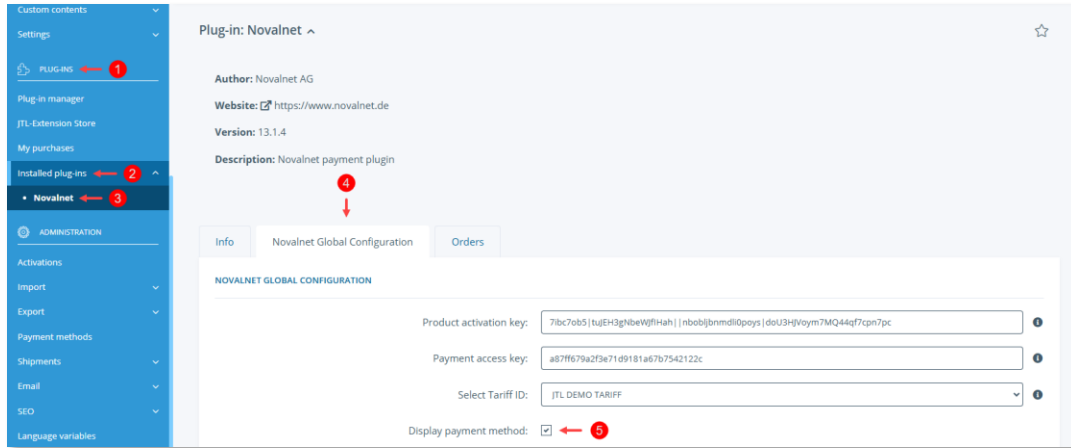 Custom contents
Settings
PLUG-INS
1
Plug-in manager
JTL-Extension Store
My purchases
Installed plug-ins
2
Novalnet
3
ADMINISTRATION
Activations
Import
Export
Payment methods
Shipments
Email
SEO
Language variables
Plug-in: Novalnet
Author: Novalnet AG
Website: https://www.novalnet.de
Version: 13.1.4
Description: Novalnet payment plugin
4
Info Novalnet Global Configuration Orders
NOVALNET GLOBAL CONFIGURATION
Product activation key: 7ibc7ob5|tuJEH3gNbeWJfIHah||nbobljbnmdli0poys|doU3HJVoym7MQ44qf7cpn7pc
Payment access key: a87ff679a2f3e71d9181a67b7542122c
Select Tariff ID: JTL DEMO TARIFF
Display payment method: 5